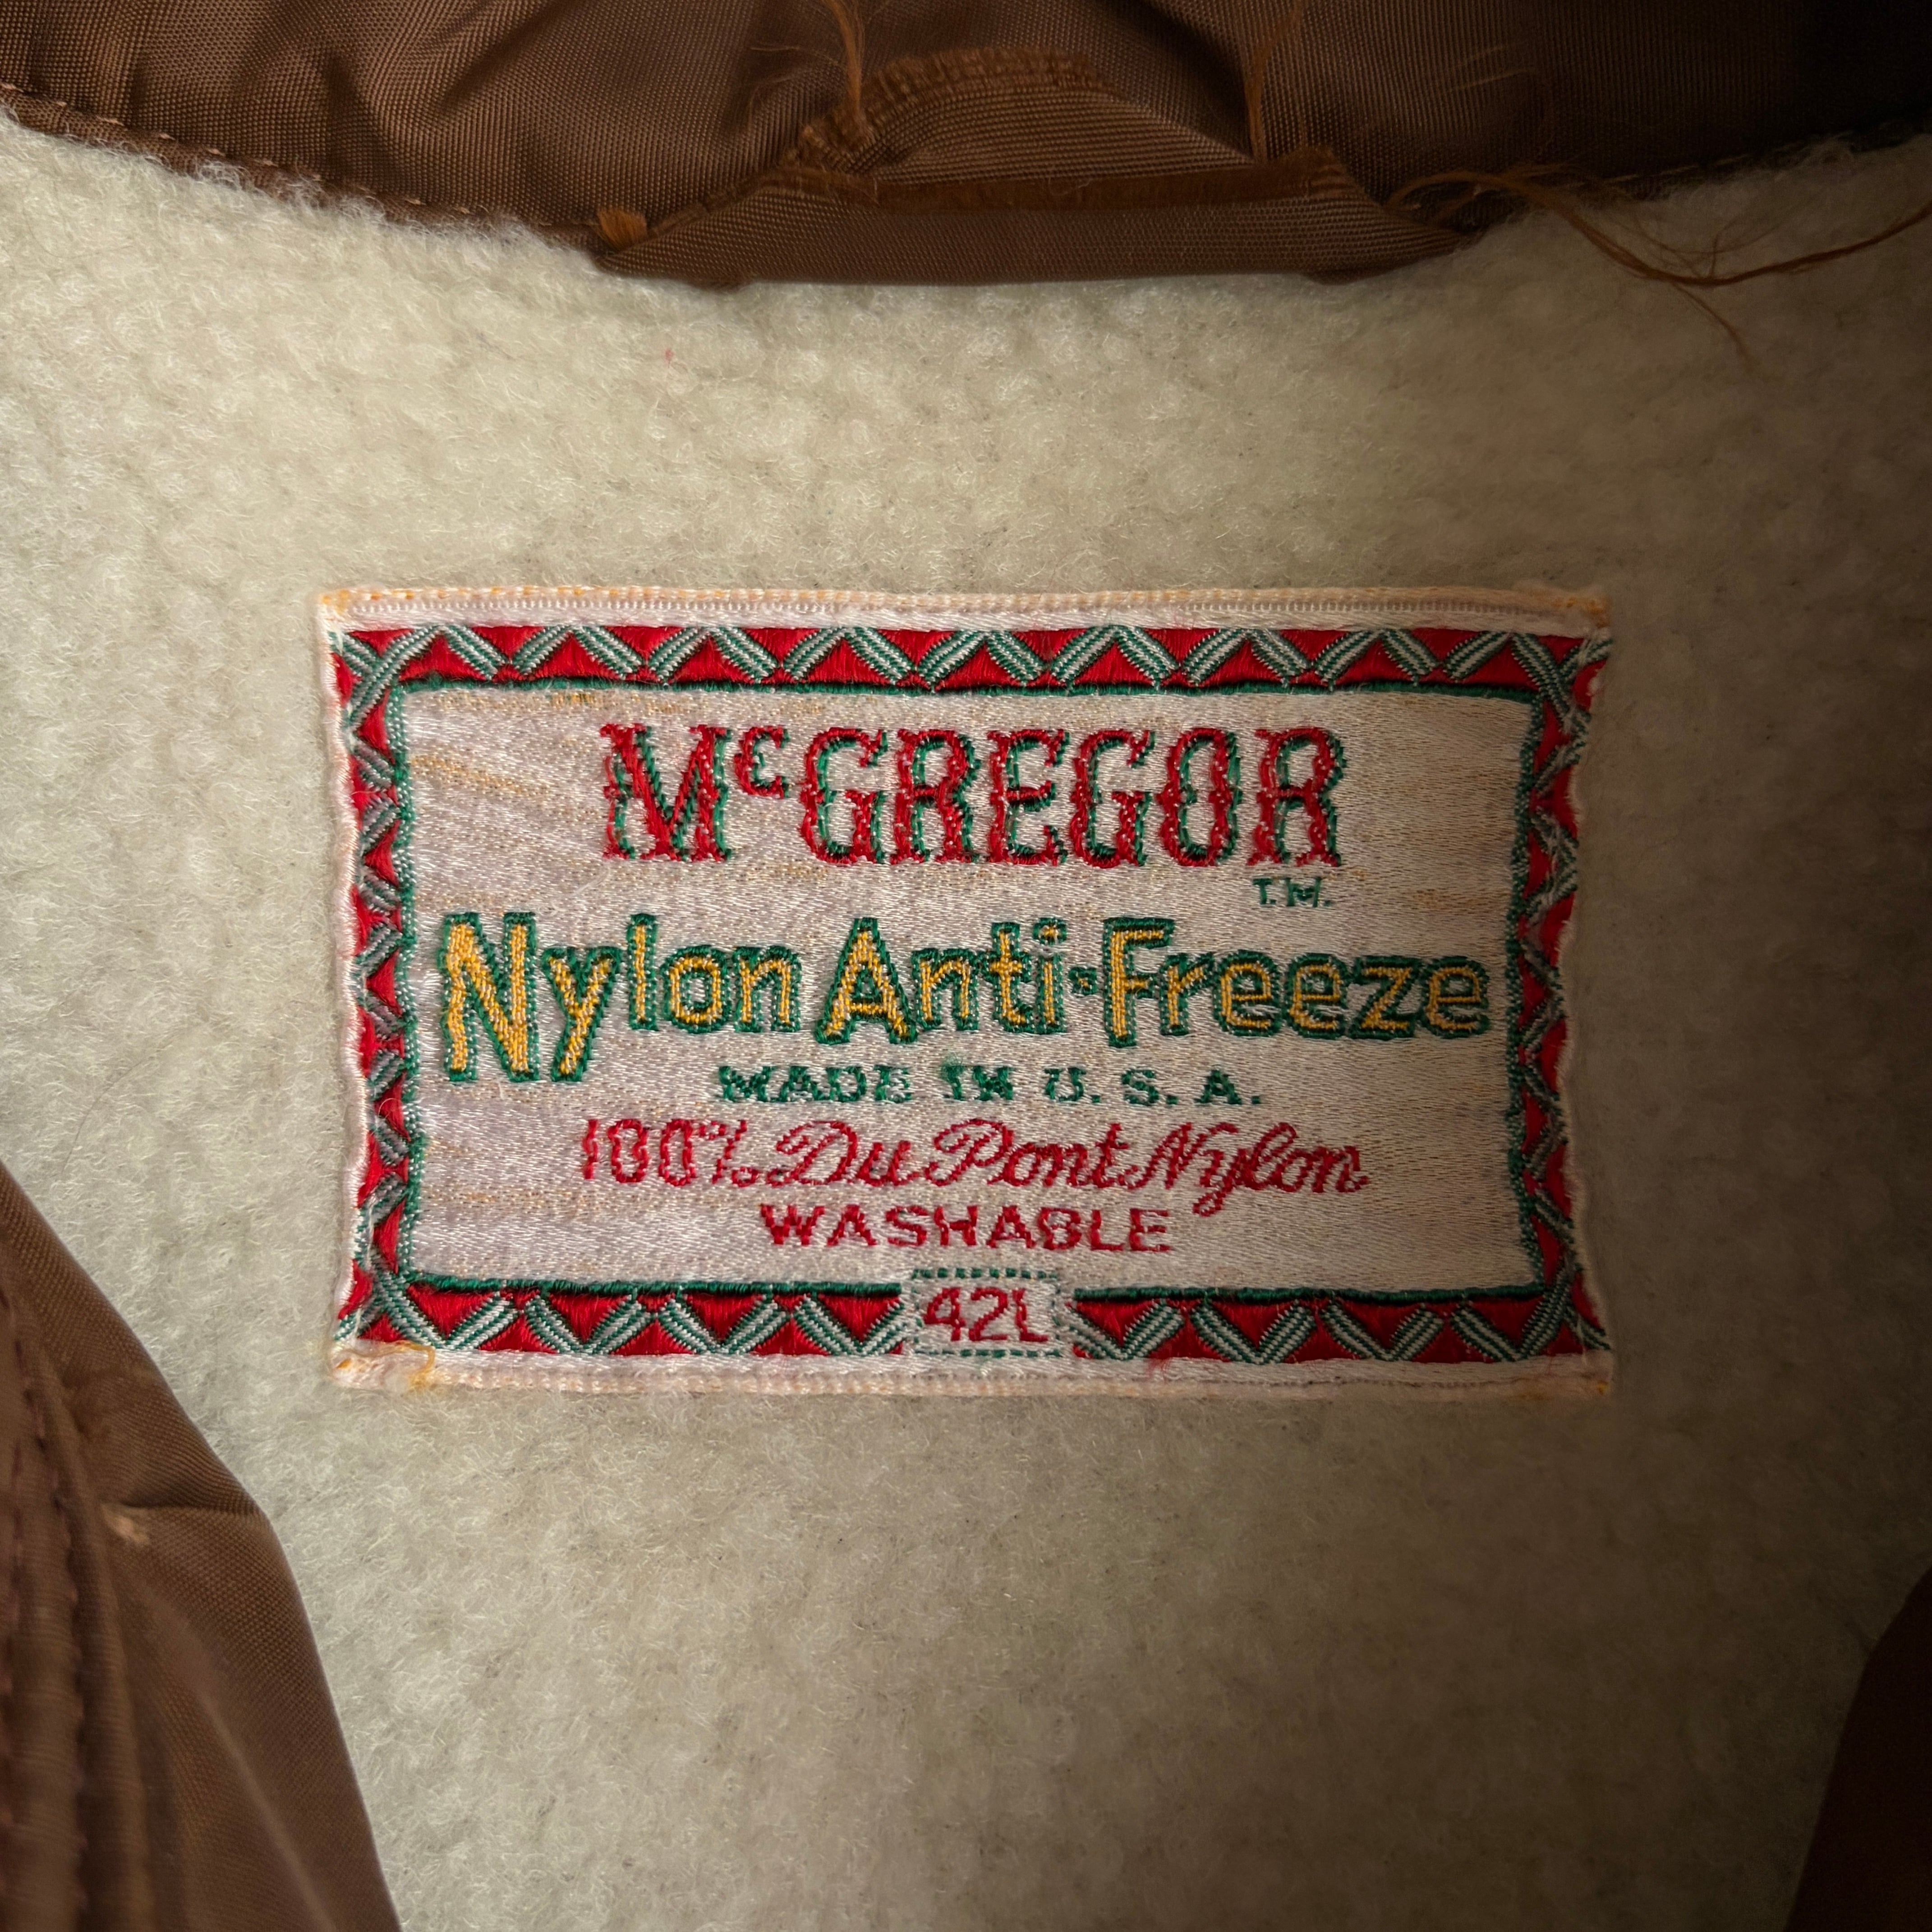 McGREGOR
T.M.
Nylon Anti-Freeze
MADE IN U.S.A.
100% Du Pont Nylon
WASHABLE
42L